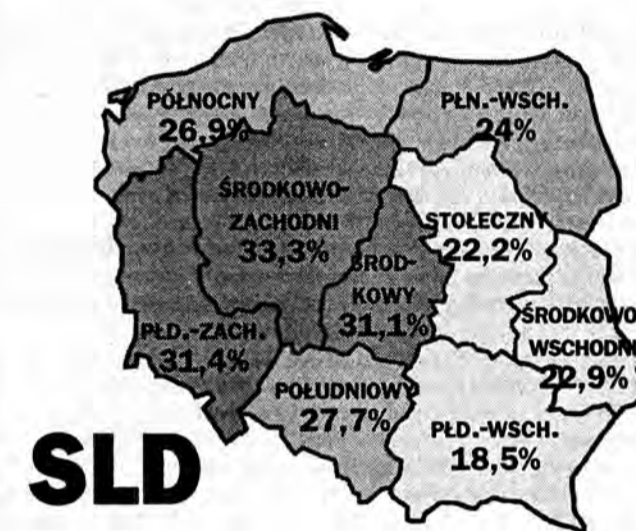 PÓŁNOCNY
26,9%
PŁN.-WSCH.
24%
ŚRODKOWO-
ZACHODNI
33,3%
STOŁECZNY
22,2%
ŚROD-
KOWY
31,1%
ŚRODKOWO
WSCHODNI
22,9%
PŁD.-ZACH.
31,4%
POŁUDNIOWY
27,7%
PŁD.-WSCH.
18,5%
SLD